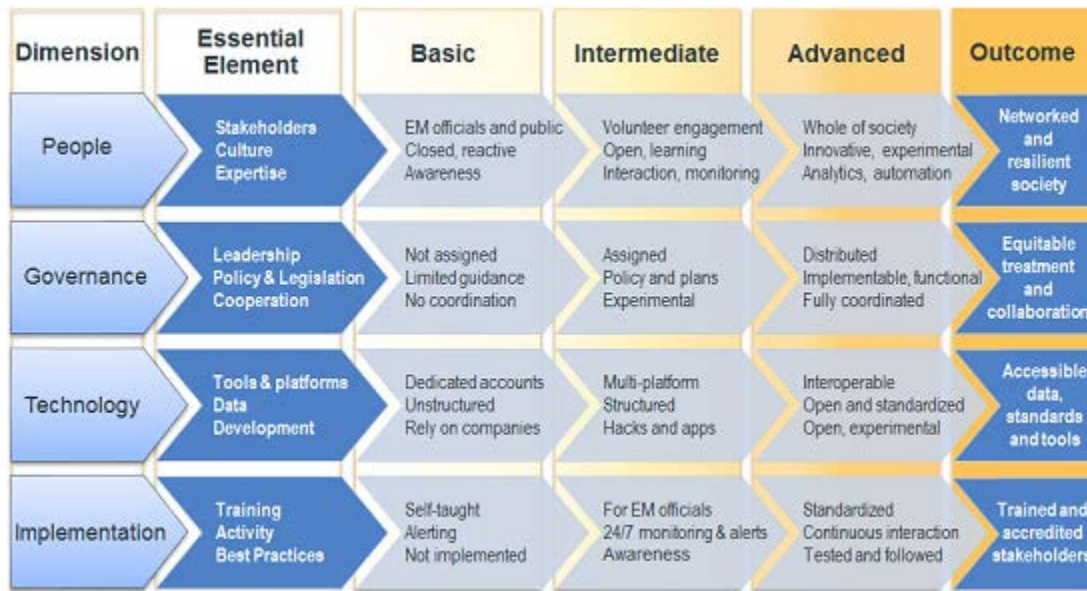 Dimension
Essential
Element
Basic
Intermediate
Advanced
Outcome
People
Stakeholders
Culture
Expertise
EM officials and public
Closed, reactive
Awareness
Volunteer engagement
Open, learning
Interaction, monitoring
Whole of society
Innovative, experimental
Analytics, automation
Networked
and
resilient
society
Governance
Leadership
Policy & Legislation
Cooperation
Not assigned
Limited guidance
No coordination
Assigned
Policy and plans
Experimental
Distributed
Implementable, functional
Fully coordinated
Equitable
treatment
and
collaboration
Technology
Tools & platforms
Data
Development
Dedicated accounts
Unstructured
Rely on companies
Multi-platform
Structured
Hacks and apps
Interoperable
Open and standardized
Open, experimental
Accessible
data,
standards
and tools
Implementation
Training
Activity
Best Practices
Self-taught
Alerting
Not implemented
For EM officials
24/7 monitoring & alerts
Awareness
Standardized
Continuous interaction
Tested and followed
Trained and
accredited
stakeholders